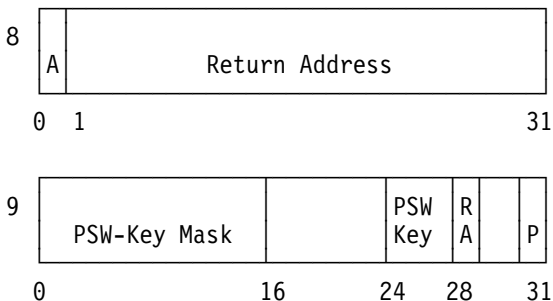 8
A Return Address
0 1 31
9 PSW R
PSW-Key Mask Key A P
0 16 24 28 31